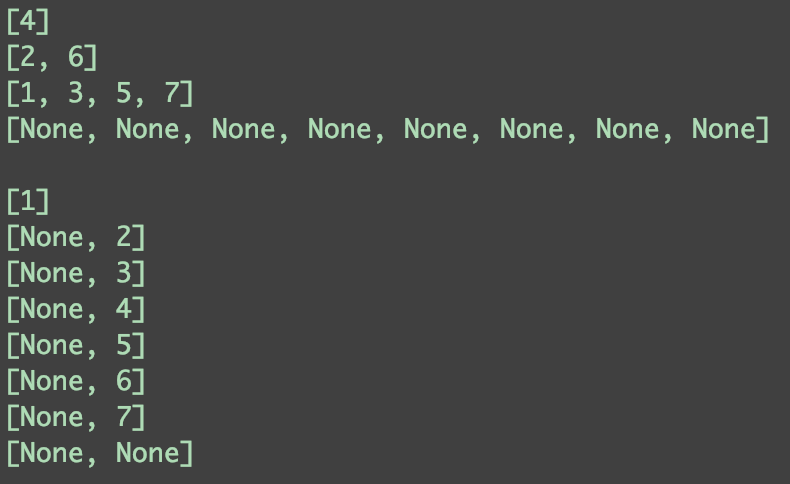 [4]
[2, 6]
[1, 3, 5, 7]
[None, None, None, None, None, None, None, None]
[1]
[None, 2]
[None, 3]
[None, 4]
[None, 5]
[None, 6]
[None, 7]
[None, None]